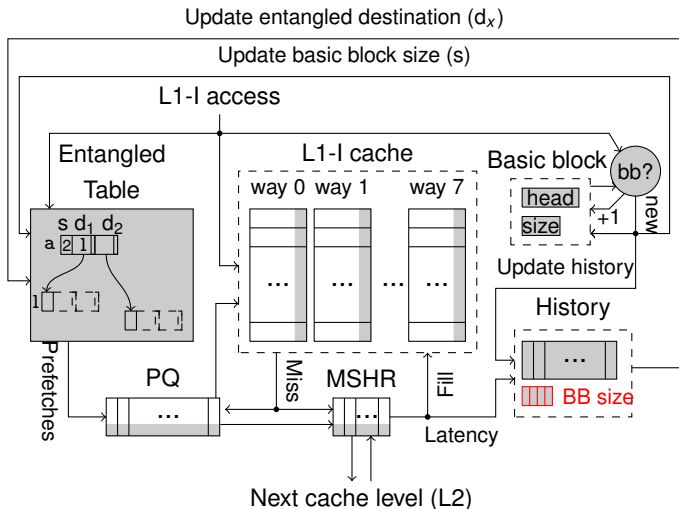 Update entangled destination (dₓ)
Update basic block size (s)
L1-I access
Entangled
Table
L1-I cache
way 0 way 1 way 7
Basic block
bb?
head
size
+1
new
s d₁ d₂
a 2 1
... ... ... ...
1
Update history
History
...
BB size
Prefetches
PQ
...
Miss
MSHR
...
Fill
Latency
Next cache level (L2)